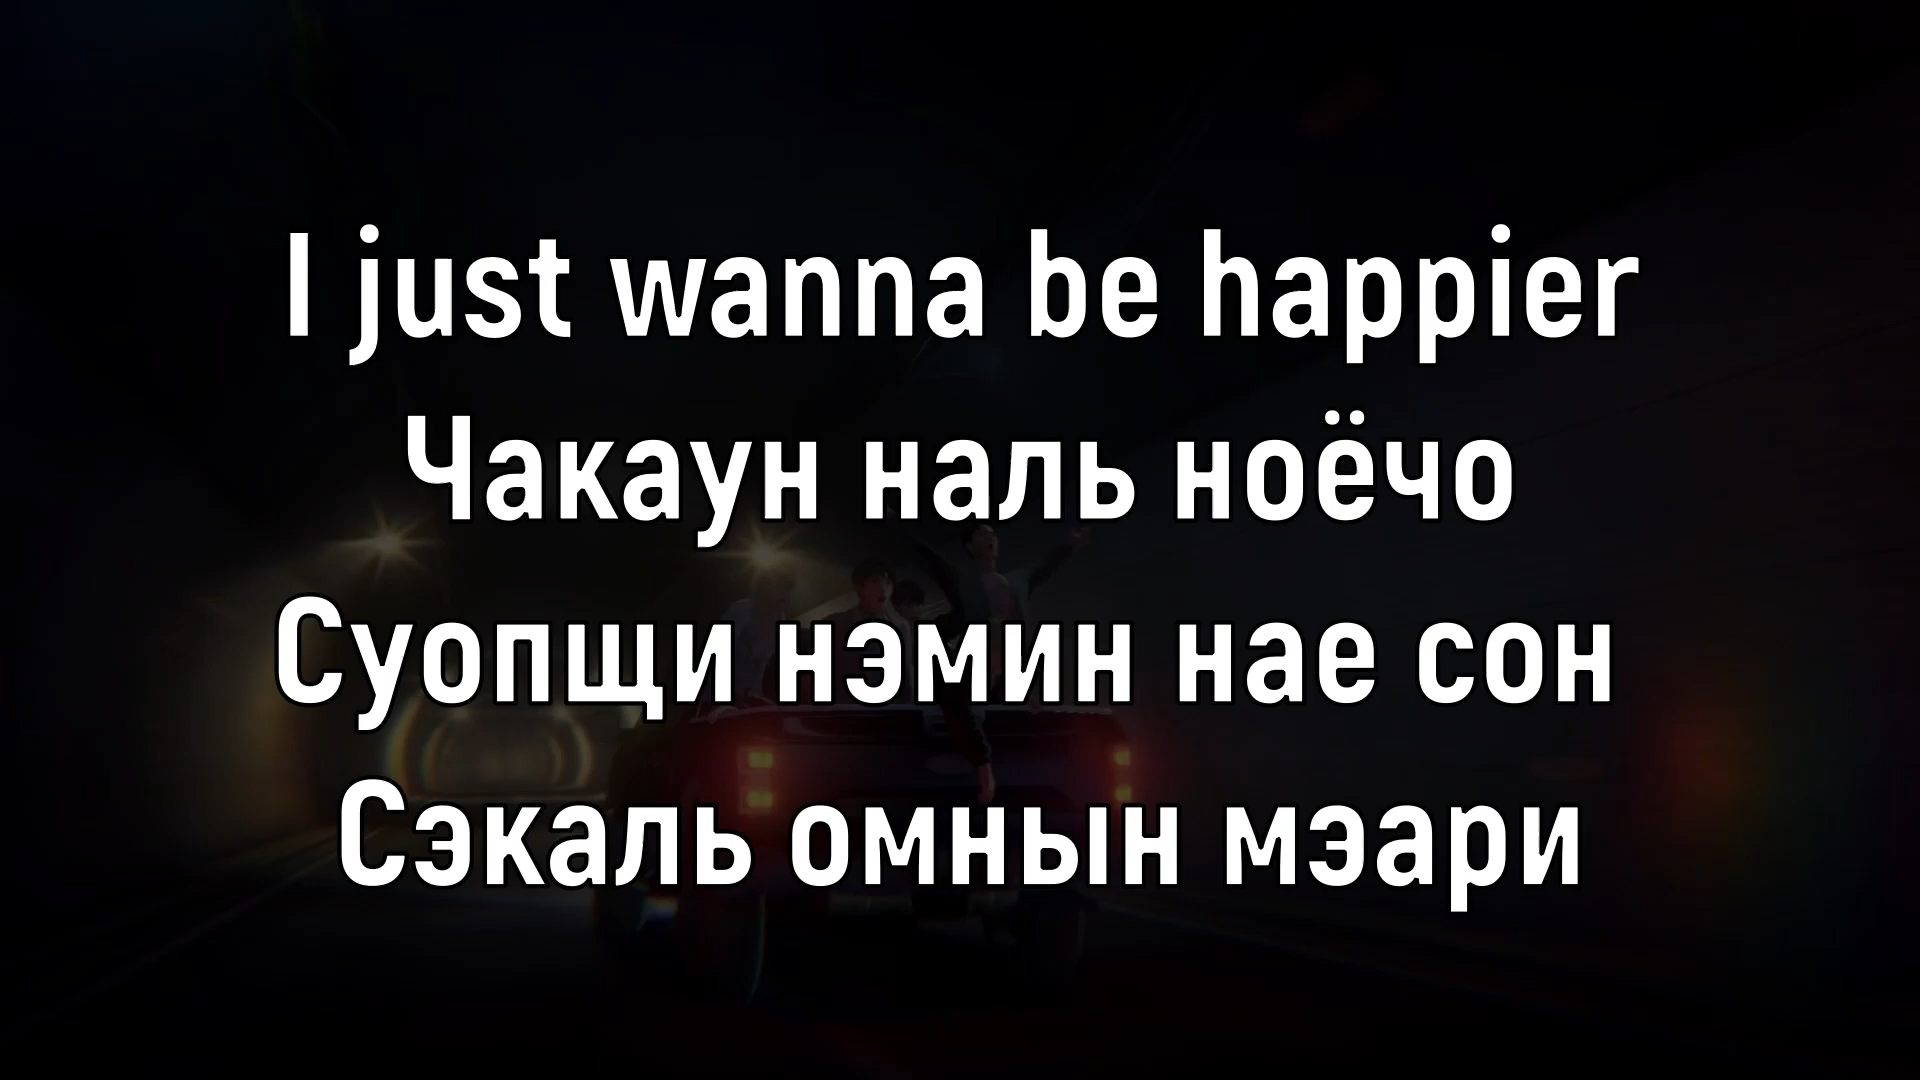 I just wanna be happier
Чакаун наль ноёчо
Суопщи нэмин нае сон
Сэкаль омнын мэари